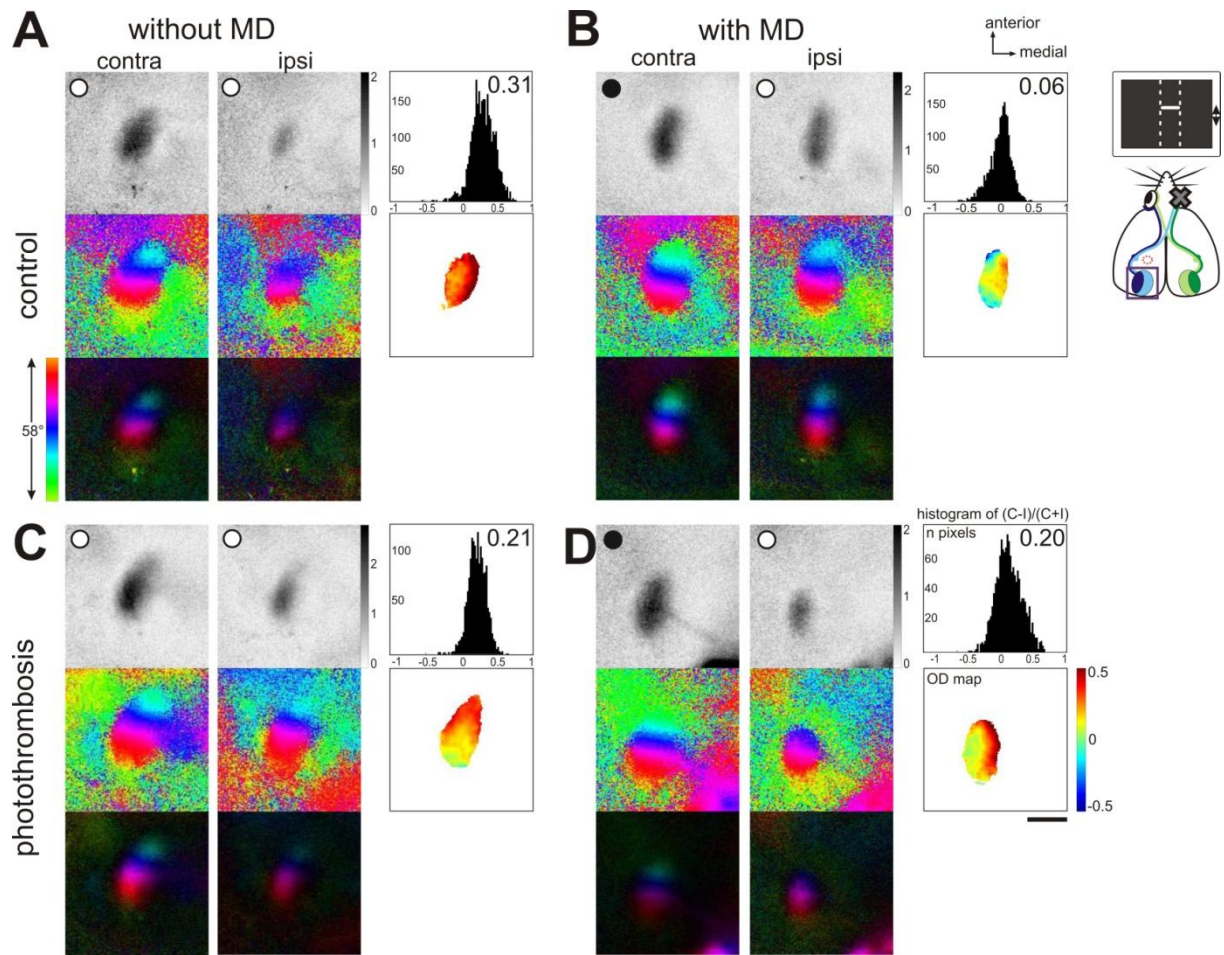 A
without MD
contra
ipsi
2
1
0
0.31
150
100
50
-1
-0.5
0
0.5
1
control
58°
B
with MD
contra
ipsi
anterior
medial
2
1
0
0.06
150
100
50
-1
-0.5
0
0.5
1
C
photothrombosis
2
1
0
0.21
100
50
-1
0
0.5
1
D
2
1
0
histogram of (C-I)/(C+I)
n pixels
0.20
60
40
20
-1
-0.5
0
0.5
1
OD map
0.5
0
-0.5